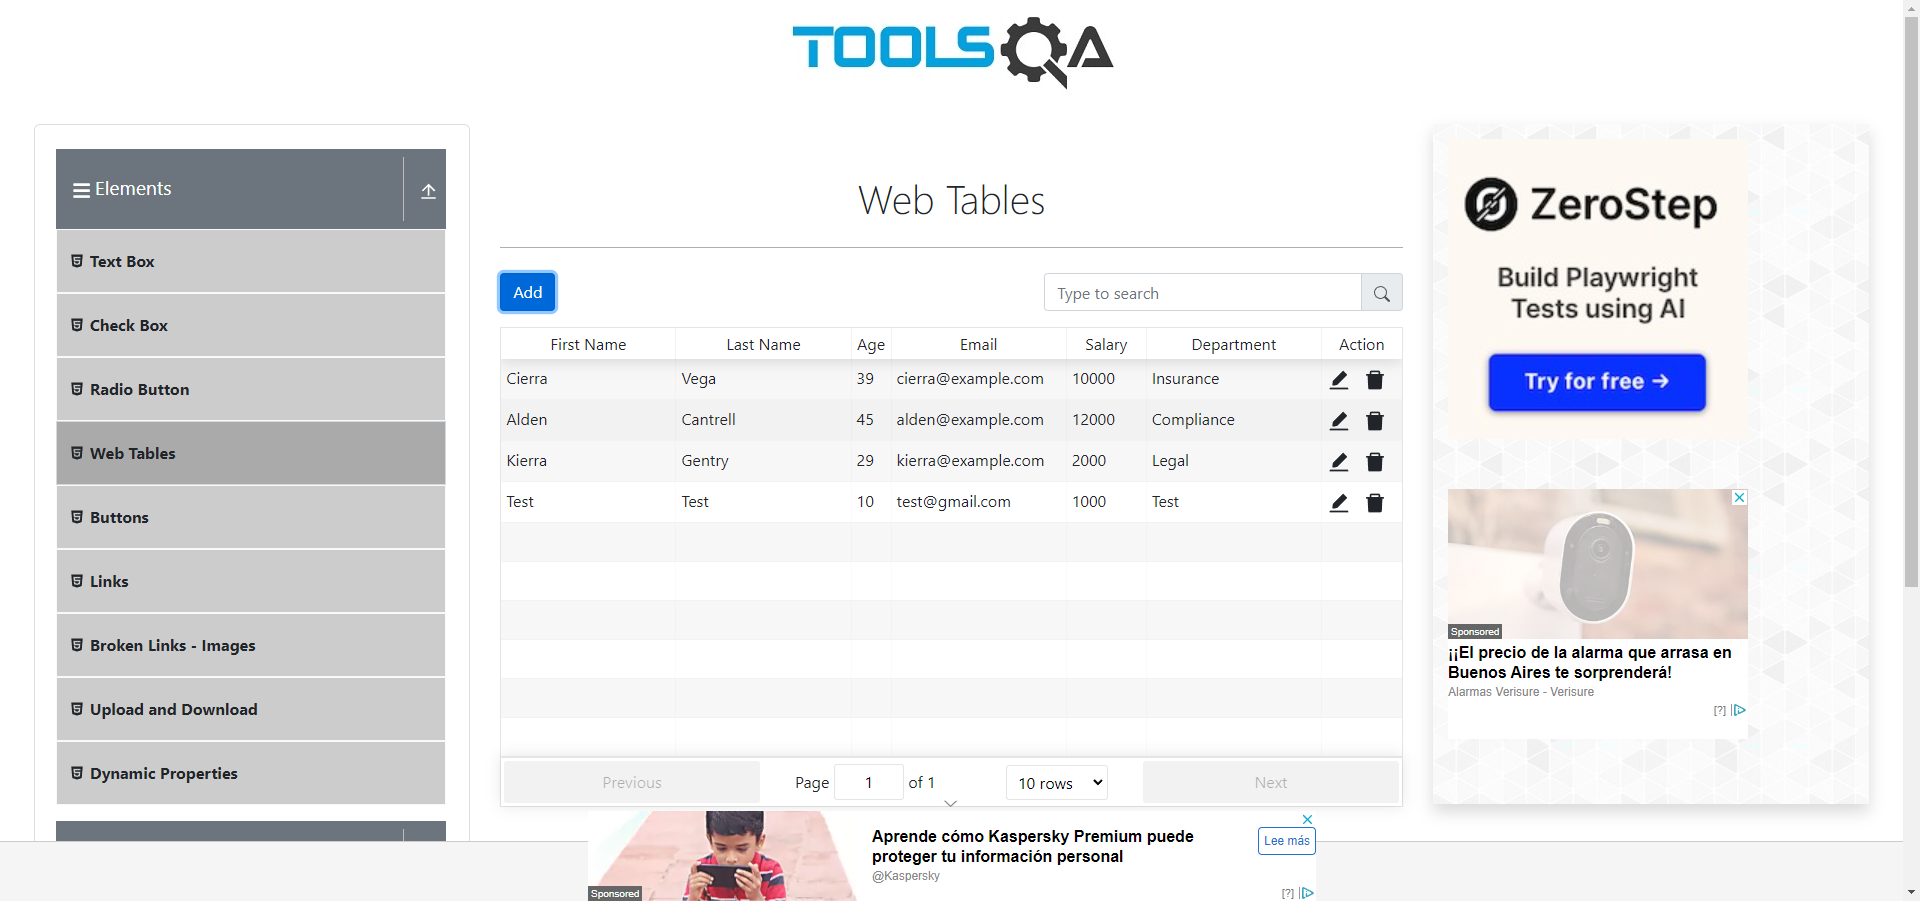 TOOLSQA
Elements
Text Box
Check Box
Radio Button
Web Tables
Buttons
Links
Broken Links - Images
Upload and Download
Dynamic Properties
Web Tables
Add
Type to search
First Name Last Name Age Email Salary Department Action
Cierra Vega 39 cierra@example.com 10000 Insurance
Alden Cantrell 45 alden@example.com 12000 Compliance
Kierra Gentry 29 kierra@example.com 2000 Legal
Test Test 10 test@gmail.com 1000 Test
Previous Page 1 of 1 10 rows Next
ZeroStep
Build Playwright
Tests using AI
Try for free →
Sponsored
¡¡El precio de la alarma que arrasa en
Buenos Aires te sorprenderá!
Alarmas Verisure - Verisure
[?]
Aprende cómo Kaspersky Premium puede
proteger tu información personal
@Kaspersky
Lee más
Sponsored
[?]